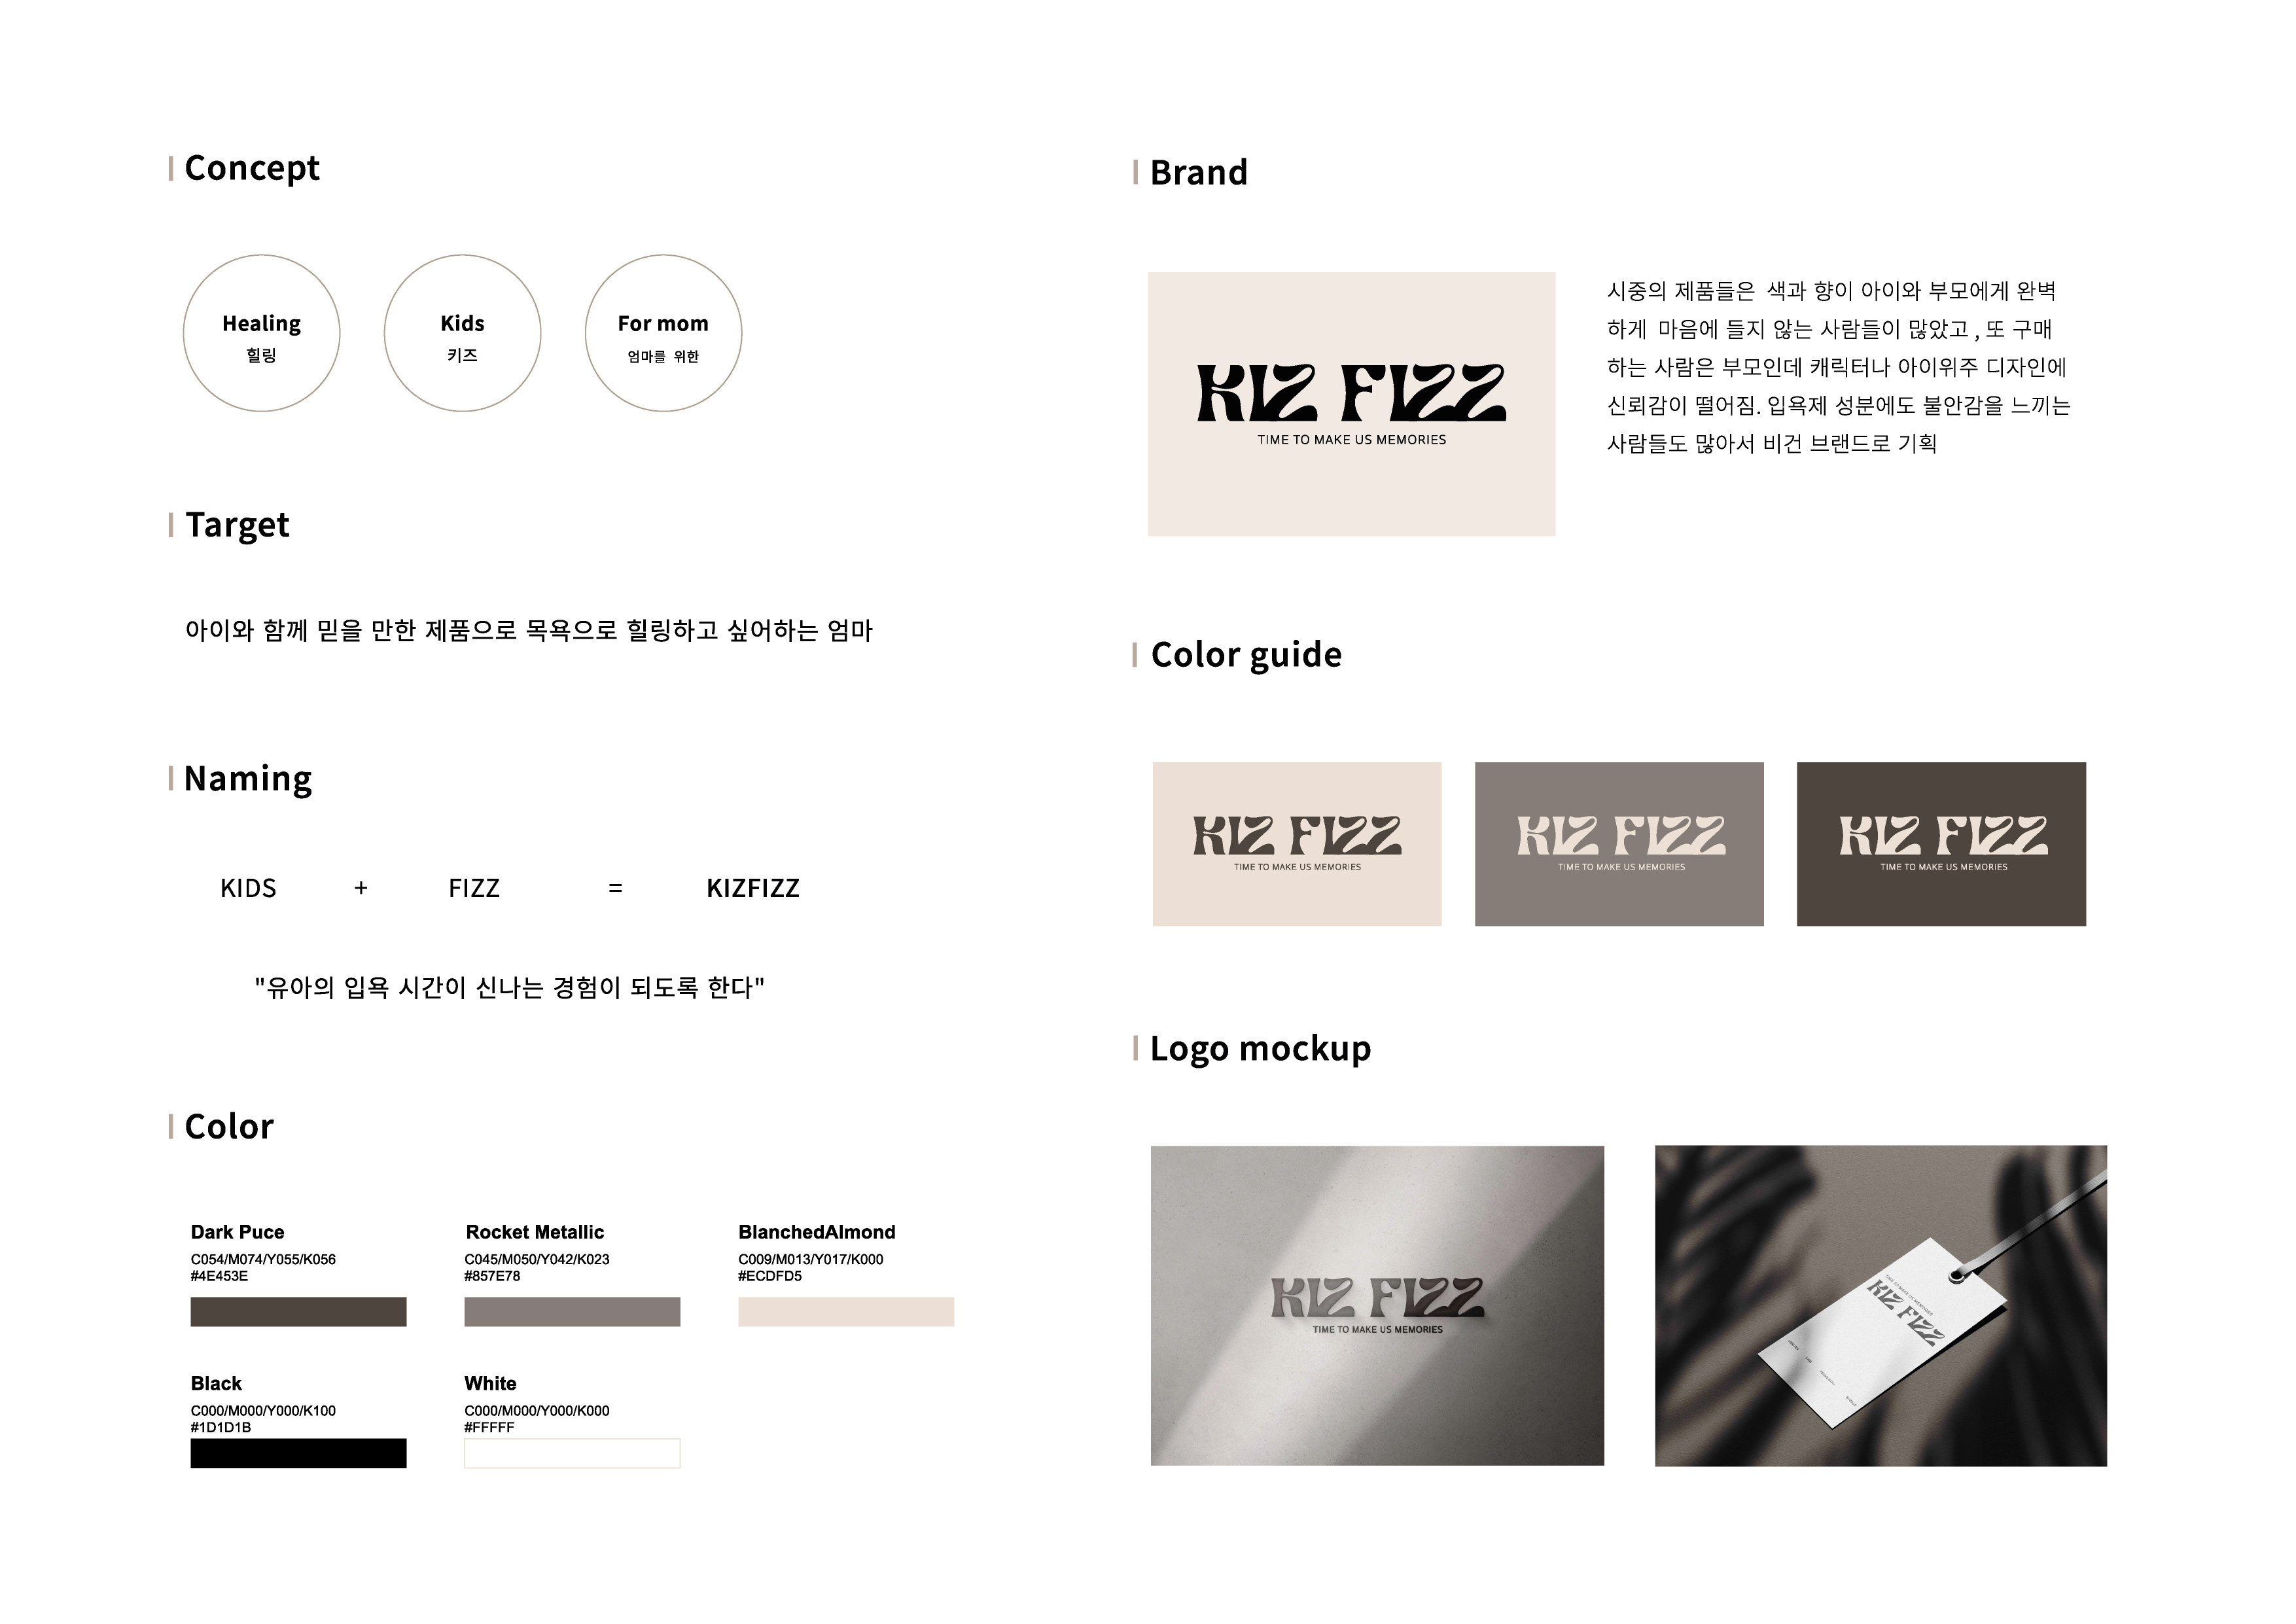 Concept
Healing
힐링
Kids
키즈
For mom
엄마를 위한
Target
아이와 함께 믿을 만한 제품으로 목욕으로 힐링하고 싶어하는 엄마
Naming
KIDS + FIZZ = KIZFIZZ
"유아의 입욕 시간이 신나는 경험이 되도록 한다"
Color
Dark Puce
C054/M074/Y055/K056
#4E453E
Rocket Metallic
C045/M050/Y042/K023
#857E78
BlanchedAlmond
C009/M013/Y017/K000
#ECDFD5
Black
C000/M000/Y000/K100
#1D1D1B
White
C000/M000/Y000/K000
#FFFFF
Brand
KIZ FIZZ
TIME TO MAKE US MEMORIES
시중의 제품들은 색과 향이 아이와 부모에게 완벽
하게 마음에 들지 않는 사람들이 많았고 , 또 구매
하는 사람은 부모인데 캐릭터나 아이위주 디자인에
신뢰감이 떨어짐. 입욕제 성분에도 불안감을 느끼는
사람들도 많아서 비건 브랜드로 기획
Color guide
KIZ FIZZ
TIME TO MAKE US MEMORIES
KIZ FIZZ
TIME TO MAKE US MEMORIES
KIZ FIZZ
TIME TO MAKE US MEMORIES
Logo mockup
KIZ FIZZ
TIME TO MAKE US MEMORIES
TIME TO MAKE US MEMORIES
KIZ FIZZ